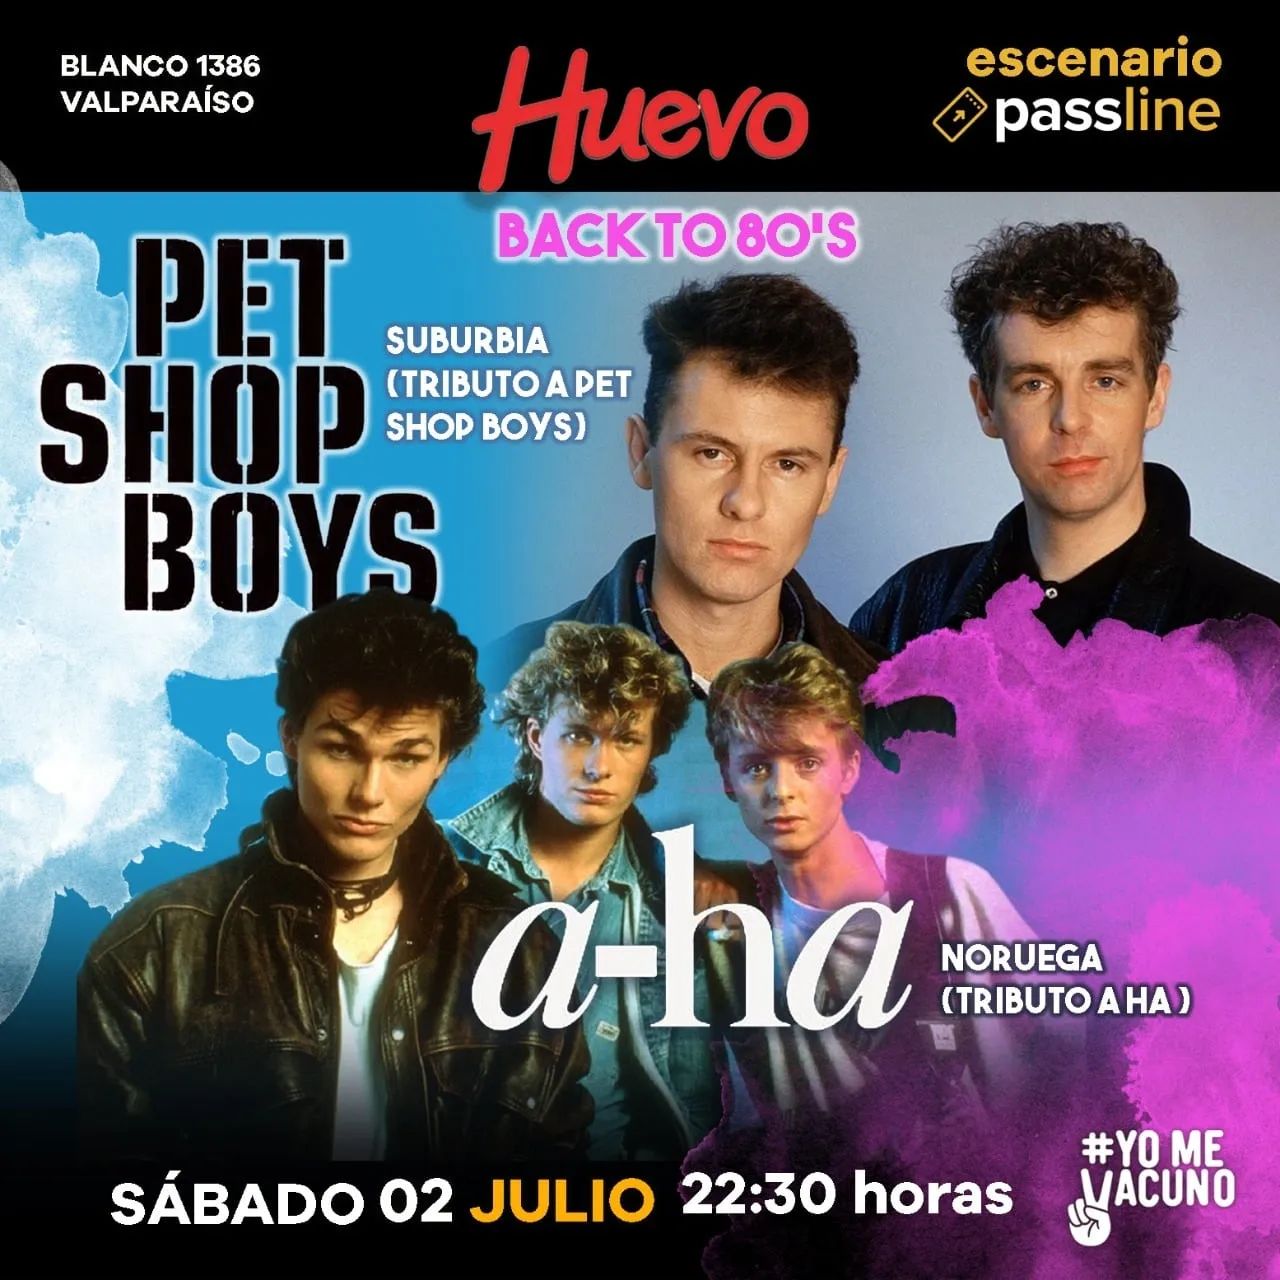 BLANCO 1386
VALPARAÍSO
Huevo
escenario
passline
BACK TO 80'S
PET
SHOP
BOYS
SUBURBIA
(TRIBUTO A PET
SHOP BOYS)
a-ha
NORUEGA
(TRIBUTO A HA )
SÁBADO 02 JULIO 22:30 horas
#YO ME
VACUNO